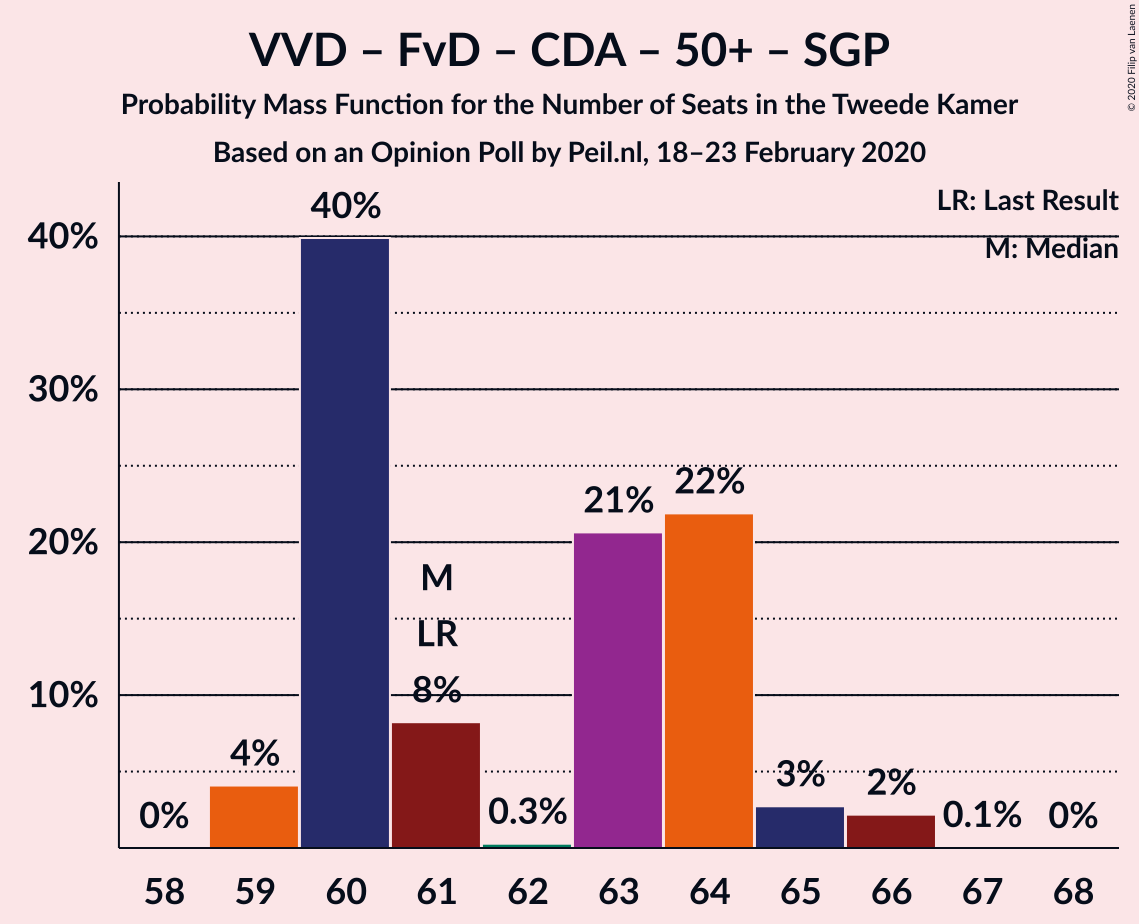 VVD – FvD – CDA – 50+ – SGP
Probability Mass Function for the Number of Seats in the Tweede Kamer
Based on an Opinion Poll by Peil.nl, 18–23 February 2020
© 2020 Filip van Laenen
LR: Last Result
M: Median
40%
30%
20%
10%
0%
4%
40%
M
LR
8%
0.3%
21%
22%
3%
2%
0.1%
0%
58 59 60 61 62 63 64 65 66 67 68